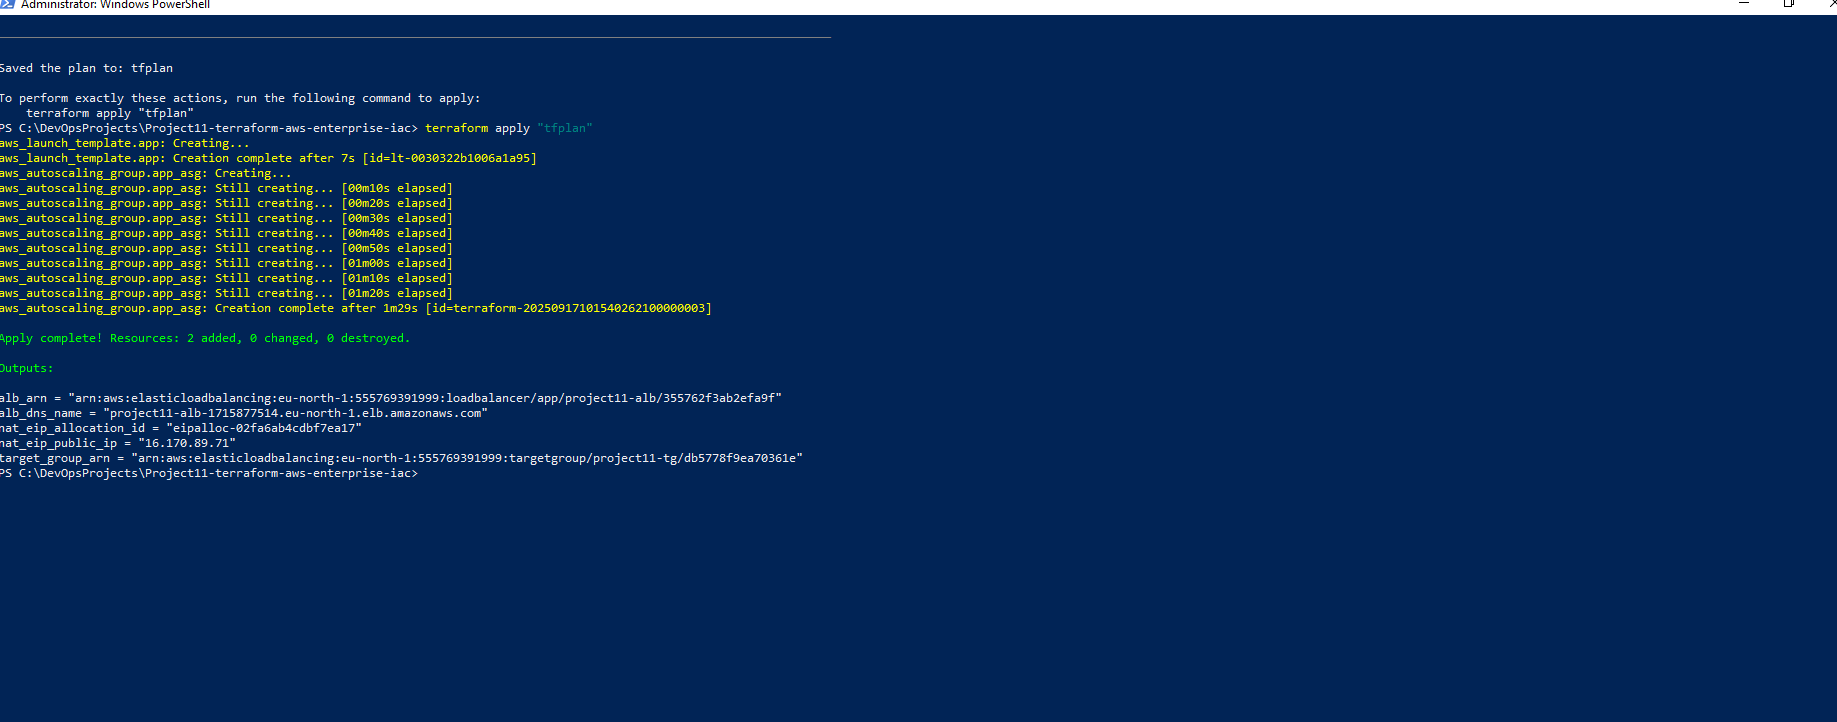 Administrator: Windows PowerShell
Saved the plan to: tfplan
To perform exactly these actions, run the following command to apply:
    terraform apply "tfplan"
PS C:\DevOpsProjects\Project11-terraform-aws-enterprise-iac> terraform apply "tfplan"
aws_launch_template.app: Creating...
aws_launch_template.app: Creation complete after 7s [id=lt-0030322b1006a1a95]
aws_autoscaling_group.app_asg: Creating...
aws_autoscaling_group.app_asg: Still creating... [00m10s elapsed]
aws_autoscaling_group.app_asg: Still creating... [00m20s elapsed]
aws_autoscaling_group.app_asg: Still creating... [00m30s elapsed]
aws_autoscaling_group.app_asg: Still creating... [00m40s elapsed]
aws_autoscaling_group.app_asg: Still creating... [00m50s elapsed]
aws_autoscaling_group.app_asg: Still creating... [01m00s elapsed]
aws_autoscaling_group.app_asg: Still creating... [01m10s elapsed]
aws_autoscaling_group.app_asg: Still creating... [01m20s elapsed]
aws_autoscaling_group.app_asg: Creation complete after 1m29s [id=terraform-20250917101540262100000003]
Apply complete! Resources: 2 added, 0 changed, 0 destroyed.
Outputs:
alb_arn = "arn:aws:elasticloadbalancing:eu-north-1:555769391999:loadbalancer/app/project11-alb/355762f3ab2efa9f"
alb_dns_name = "project11-alb-1715877514.eu-north-1.elb.amazonaws.com"
nat_eip_allocation_id = "eipalloc-02fa6ab4cdbf7ea17"
nat_eip_public_ip = "16.170.89.71"
target_group_arn = "arn:aws:elasticloadbalancing:eu-north-1:555769391999:targetgroup/project11-tg/db5778f9ea70361e"
PS C:\DevOpsProjects\Project11-terraform-aws-enterprise-iac>